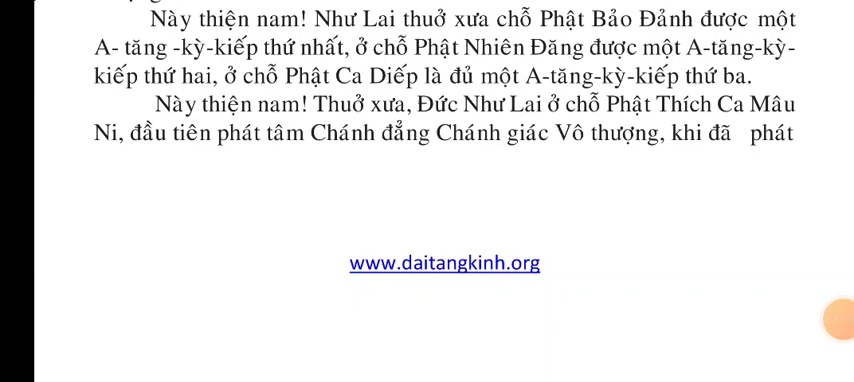 Này thiện nam! Như Lai thuở xưa chỗ Phật Bảo Đảnh được một
A- tăng -kỳ-kiếp thứ nhất, ở chỗ Phật Nhiên Đăng được một A-tăng-kỳ-
kiếp thứ hai, ở chỗ Phật Ca Diếp là đủ một A-tăng-kỳ-kiếp thứ ba.
Này thiện nam! Thuở xưa, Đức Như Lai ở chỗ Phật Thích Ca Mâu
Ni, đầu tiên phát tâm Chánh đẳng Chánh giác Vô thượng, khi đã phát
www.daitangkinh.org